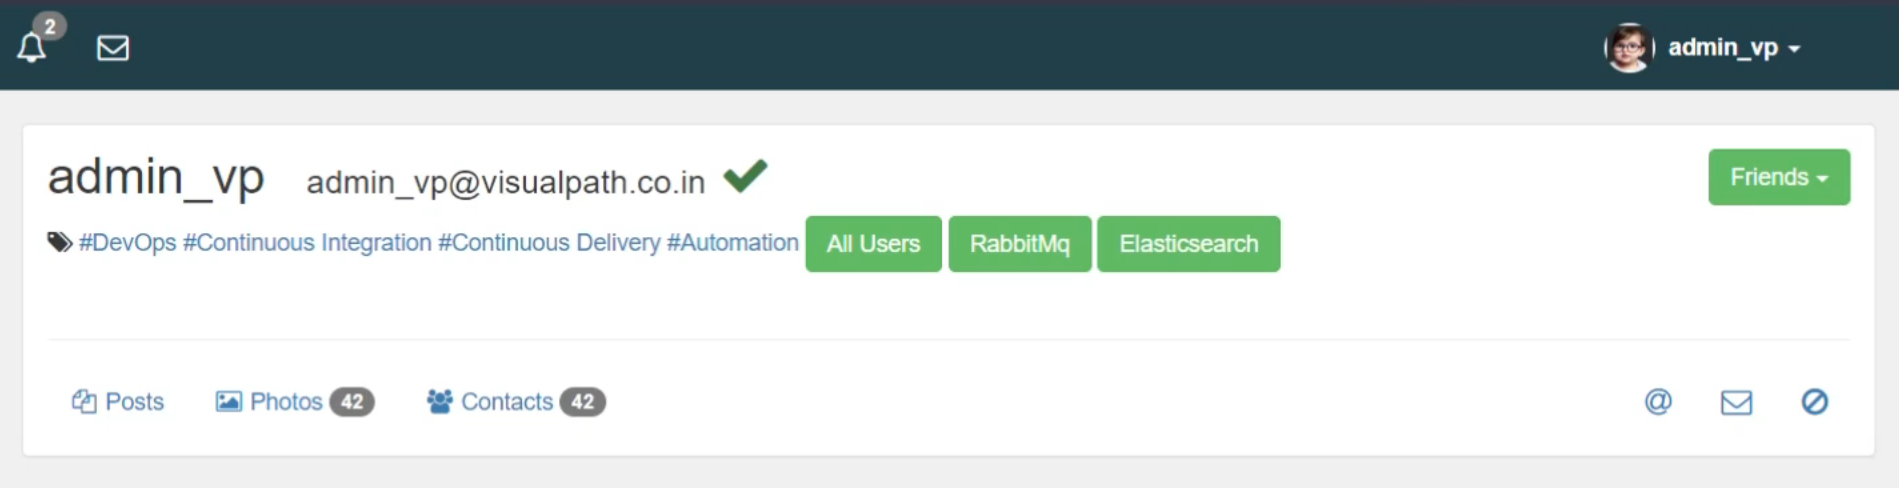 2
admin_vp
admin_vp admin_vp@visualpath.co.in
Friends
#DevOps #Continuous Integration #Continuous Delivery #Automation All Users RabbitMq Elasticsearch
Posts Photos 42 Contacts 42 @